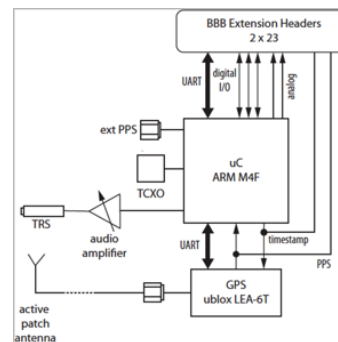 BBB Extension Headers
2 x 23
UART
digital
I/O
analog
ext PPS
TCXO
uC
ARM M4F
TRS
audio
amplifier
UART
timestamp
PPS
GPS
ublox LEA-6T
active
patch
antenna